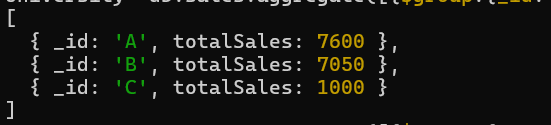 [
  { _id: 'A', totalSales: 7600 },
  { _id: 'B', totalSales: 7050 },
  { _id: 'C', totalSales: 1000 }
]